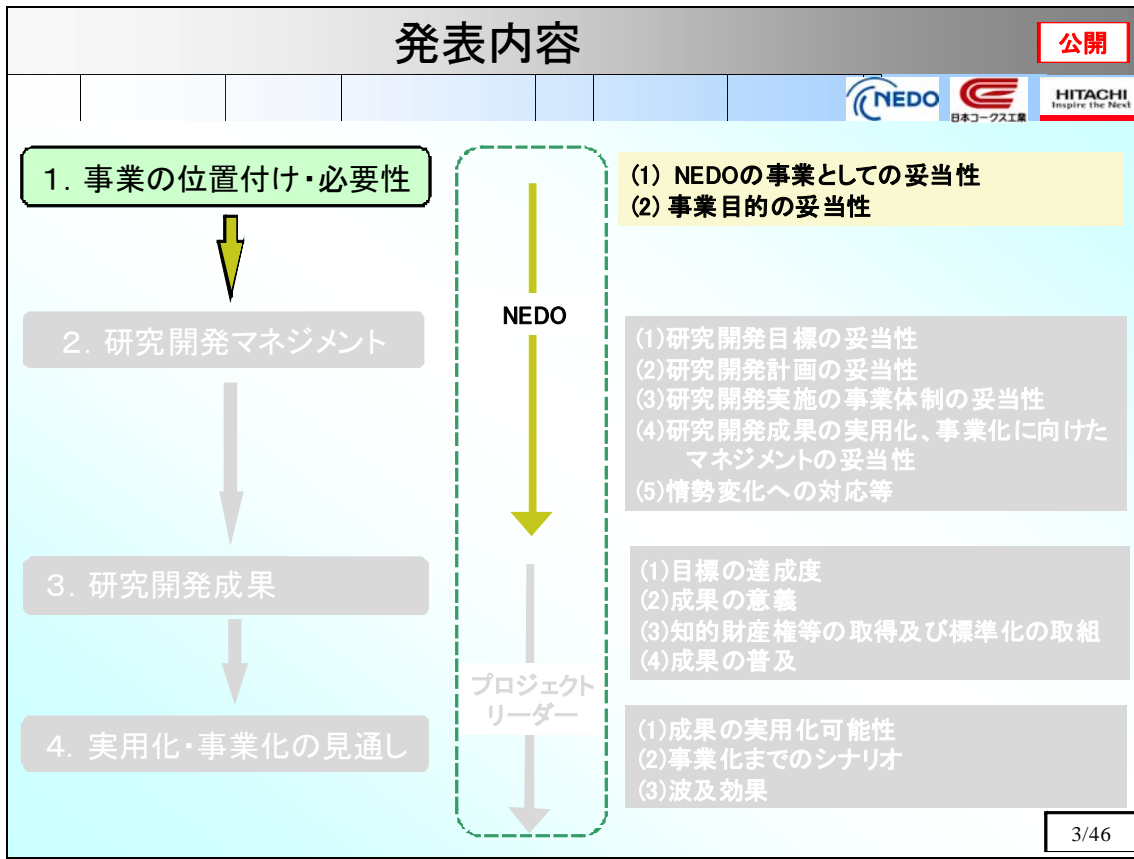 発表内容
公開
NEDO
日本コークス工業
HITACHI
Inspire the Next
1. 事業の位置付け・必要性
(1) NEDOの事業としての妥当性
(2) 事業目的の妥当性
NEDO
2. 研究開発マネジメント
(1)研究開発目標の妥当性
(2)研究開発計画の妥当性
(3)研究開発実施の事業体制の妥当性
(4)研究開発成果の実用化、事業化に向けた
マネジメントの妥当性
(5)情勢変化への対応等
3. 研究開発成果
(1)目標の達成度
(2)成果の意義
(3)知的財産権等の取得及び標準化の取組
(4)成果の普及
プロジェクト
リーダー
4. 実用化・事業化の見通し
(1)成果の実用化可能性
(2)事業化までのシナリオ
(3)波及効果
3/46